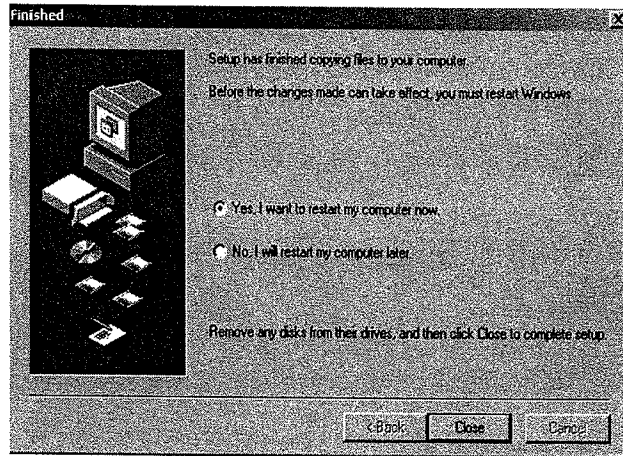 Finished
Setup has finished copying files to your computer.
Before the changes made can take effect, you must restart Windows.
Yes, I want to restart my computer now.
No, I will restart my computer later.
Remove any disks from their drives, and then click Close to complete setup.
< Back
Close
Cancel